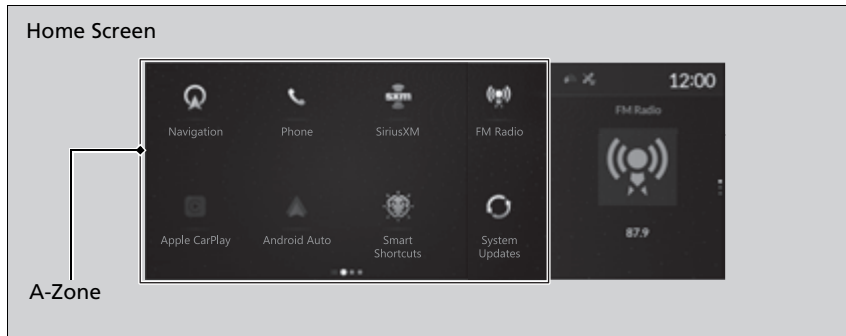 Home Screen
12:00
Navigation
Phone
sxm
SiriusXM
FM Radio
FM Radio
Apple CarPlay
Android Auto
Smart
Shortcuts
System
Updates
87.9
A-Zone